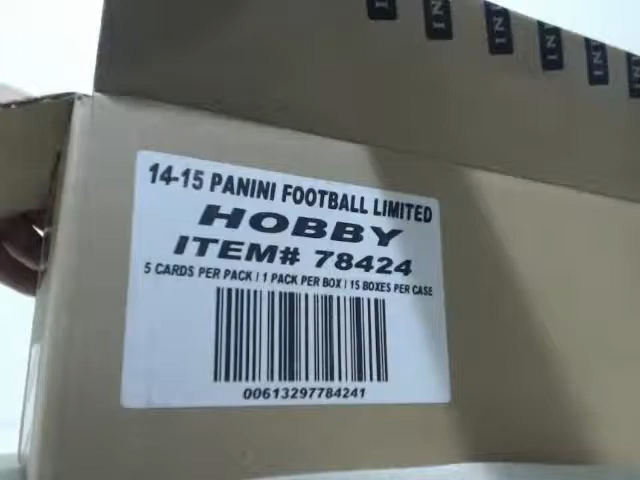 14-15 PANINI FOOTBALL LIMITED
HOBBY
ITEM# 78424
5 CARDS PER PACK | 1 PACK PER BOX | 15 BOXES PER CASE
00613297784241